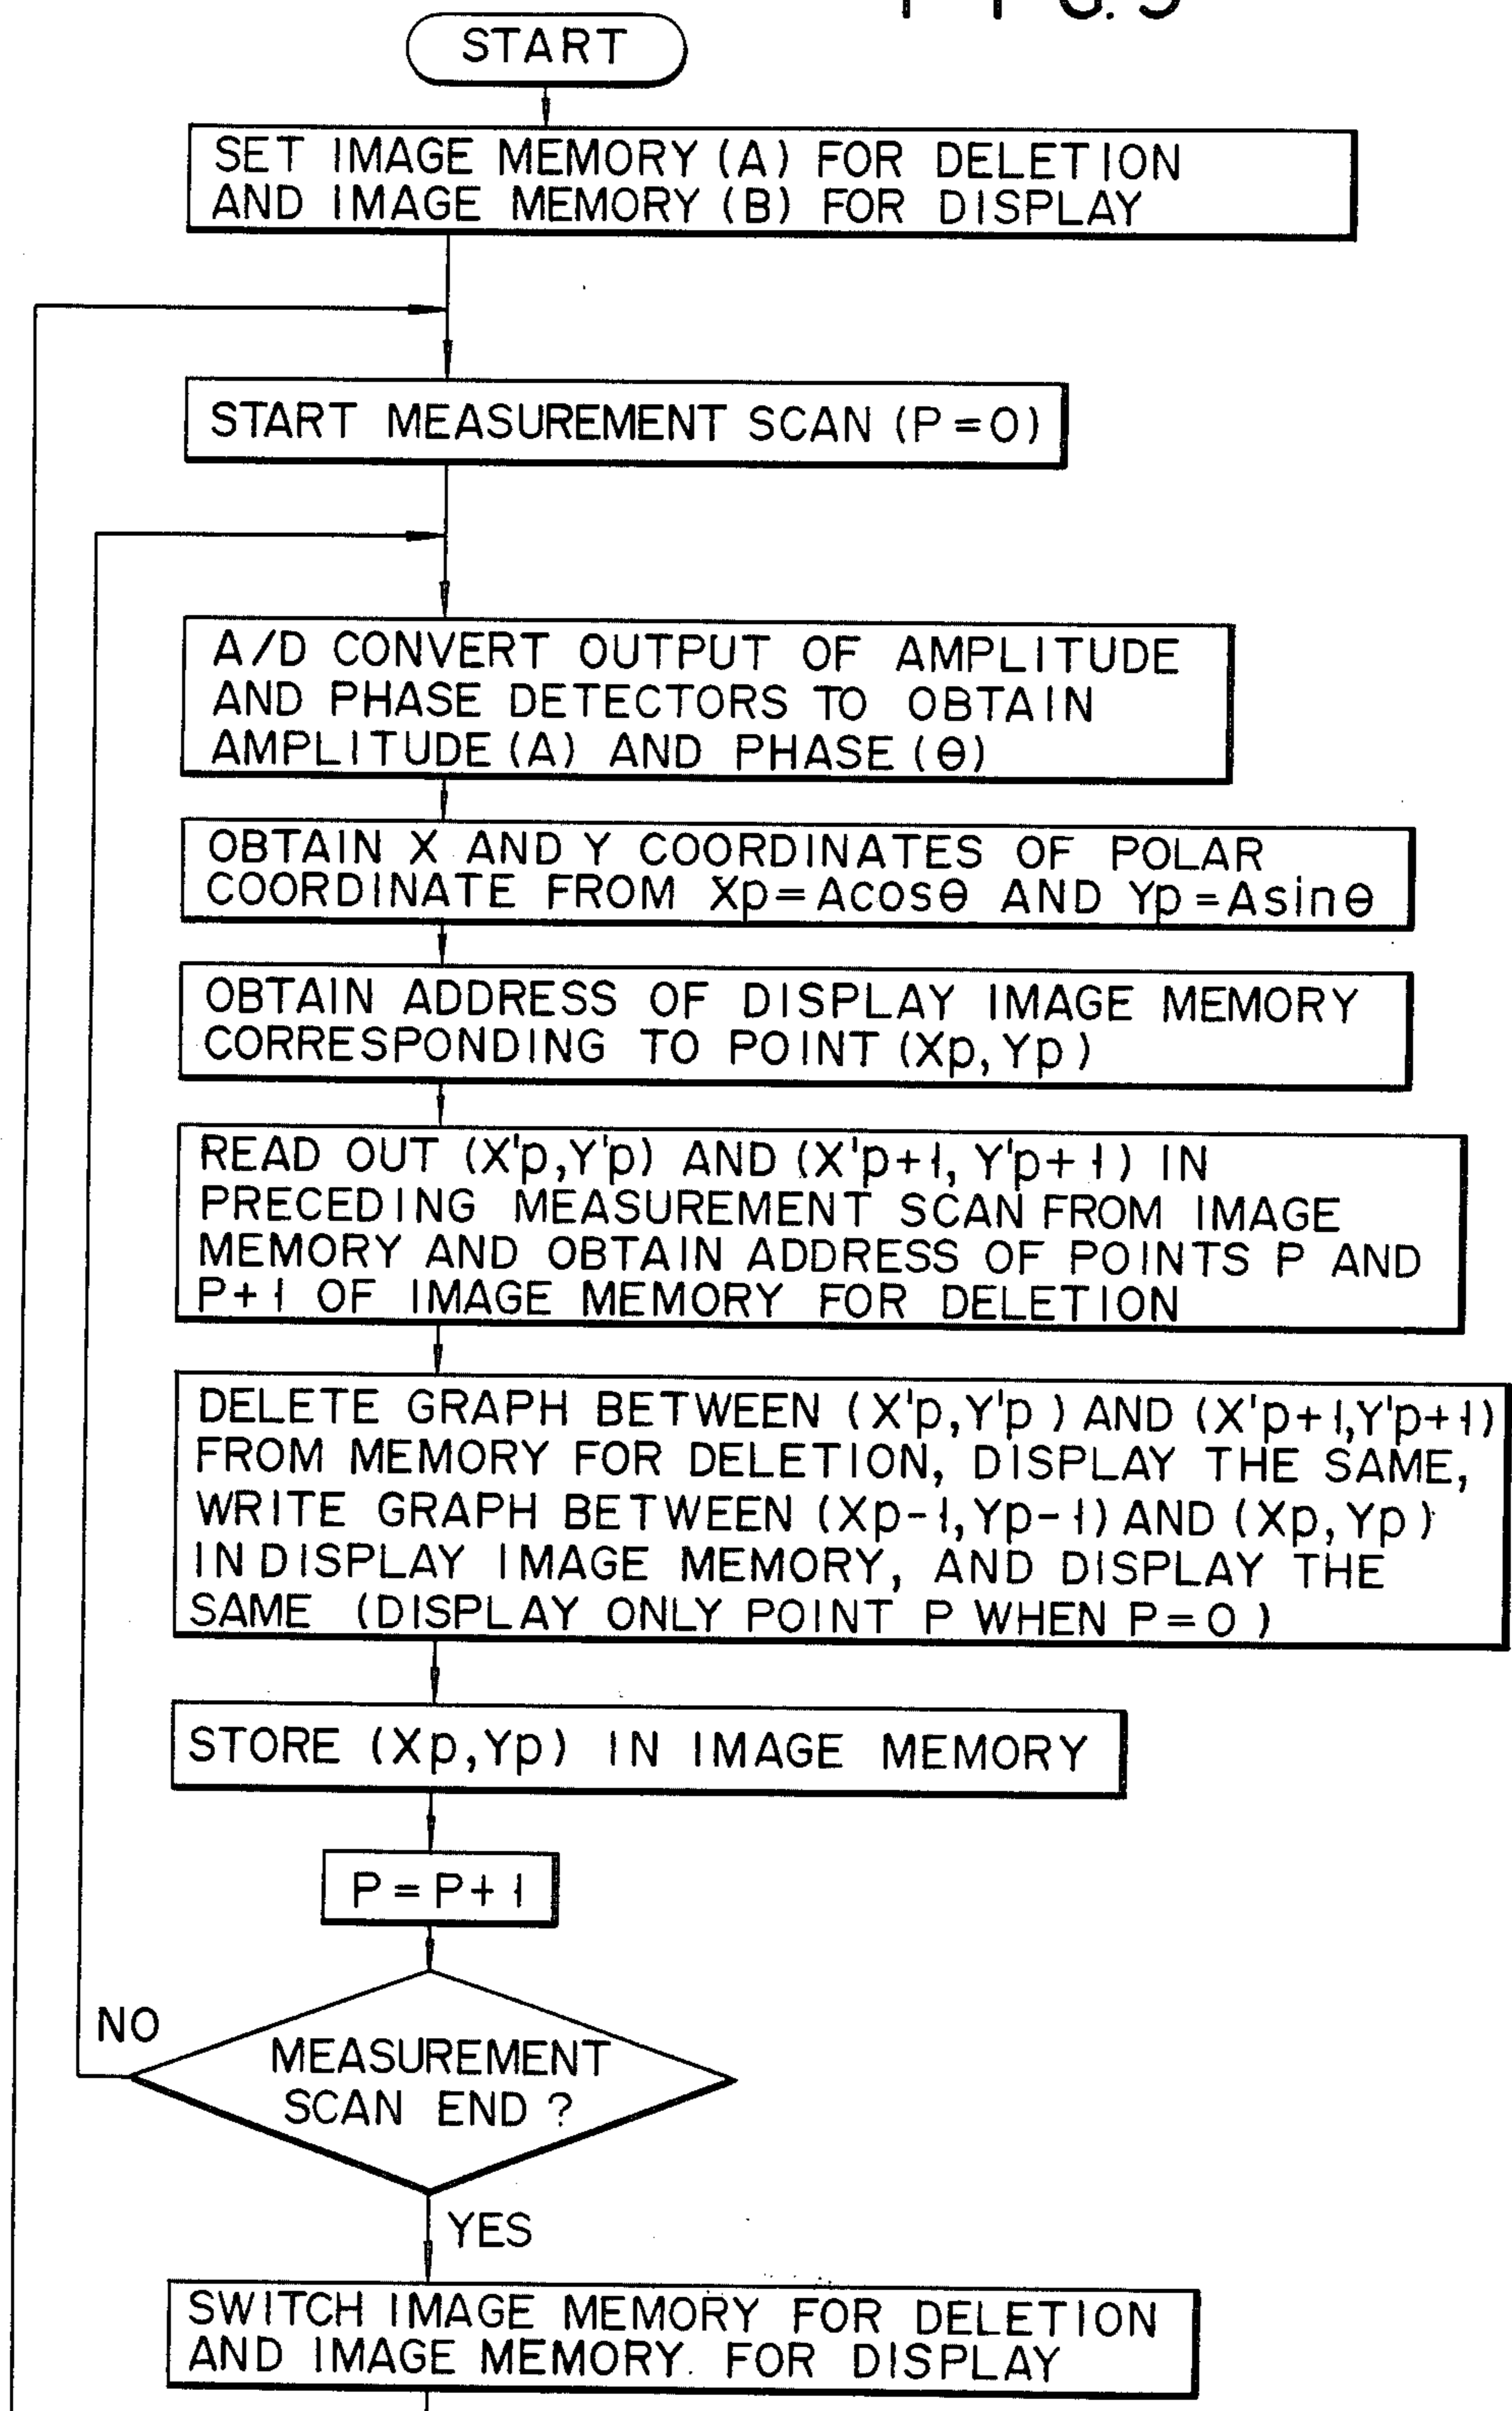 START
SET IMAGE MEMORY (A) FOR DELETION
AND IMAGE MEMORY (B) FOR DISPLAY
START MEASUREMENT SCAN (P=0)
A/D CONVERT OUTPUT OF AMPLITUDE
AND PHASE DETECTORS TO OBTAIN
AMPLITUDE (A) AND PHASE (θ)
OBTAIN X AND Y COORDINATES OF POLAR
COORDINATE FROM Xp=Acosθ AND Yp=Asinθ
OBTAIN ADDRESS OF DISPLAY IMAGE MEMORY
CORRESPONDING TO POINT (Xp,Yp)
READ OUT (X'p,Y'p) AND (X'p+1, Y'p+1) IN
PRECEDING MEASUREMENT SCAN FROM IMAGE
MEMORY AND OBTAIN ADDRESS OF POINTS P AND
P+1 OF IMAGE MEMORY FOR DELETION
DELETE GRAPH BETWEEN (X'p,Y'p) AND (X'p+1,Y'p+1)
FROM MEMORY FOR DELETION, DISPLAY THE SAME,
WRITE GRAPH BETWEEN (Xp-1,Yp-1) AND (Xp,Yp)
IN DISPLAY IMAGE MEMORY, AND DISPLAY THE
SAME (DISPLAY ONLY POINT P WHEN P=0)
STORE (Xp,Yp) IN IMAGE MEMORY
P=P+1
NO
MEASUREMENT
SCAN END ?
YES
SWITCH IMAGE MEMORY FOR DELETION
AND IMAGE MEMORY. FOR DISPLAY